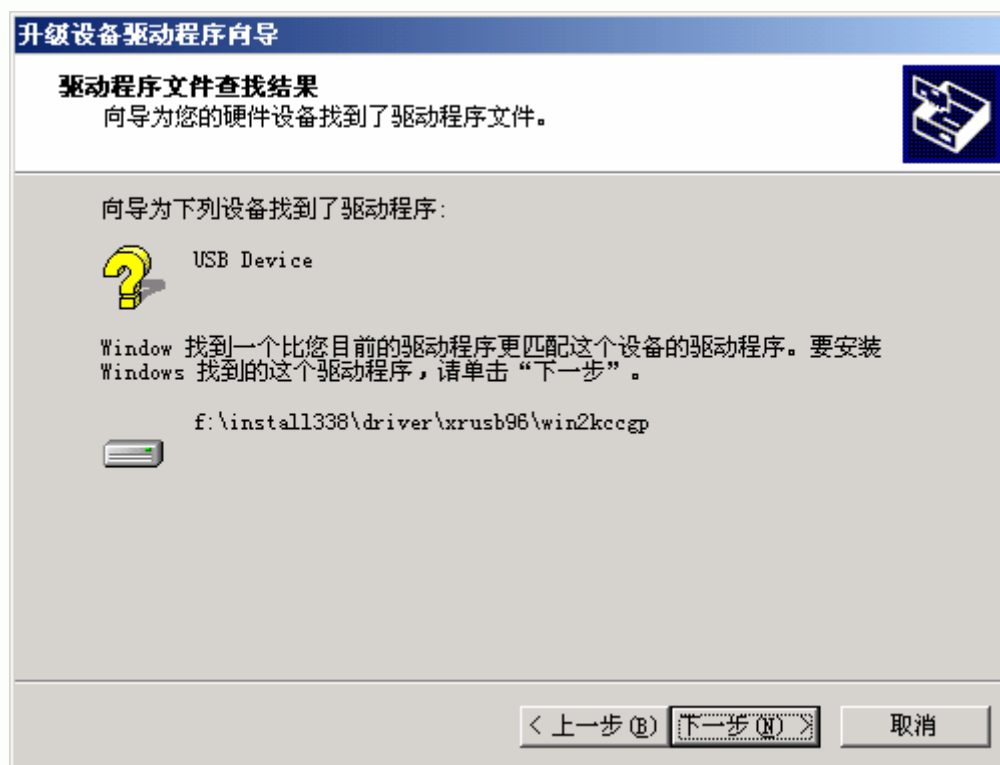 升级设备驱动程序向导
驱动程序文件查找结果
向导为您的硬件设备找到了驱动程序文件。
向导为下列设备找到了驱动程序:
USB Device
Window 找到一个比您目前的驱动程序更匹配这个设备的驱动程序。要安装
Windows 找到的这个驱动程序，请单击“下一步”。
f:\install338\driver\xrusb96\win2kccgp
< 上一步(B) 下一步(N) > 取消